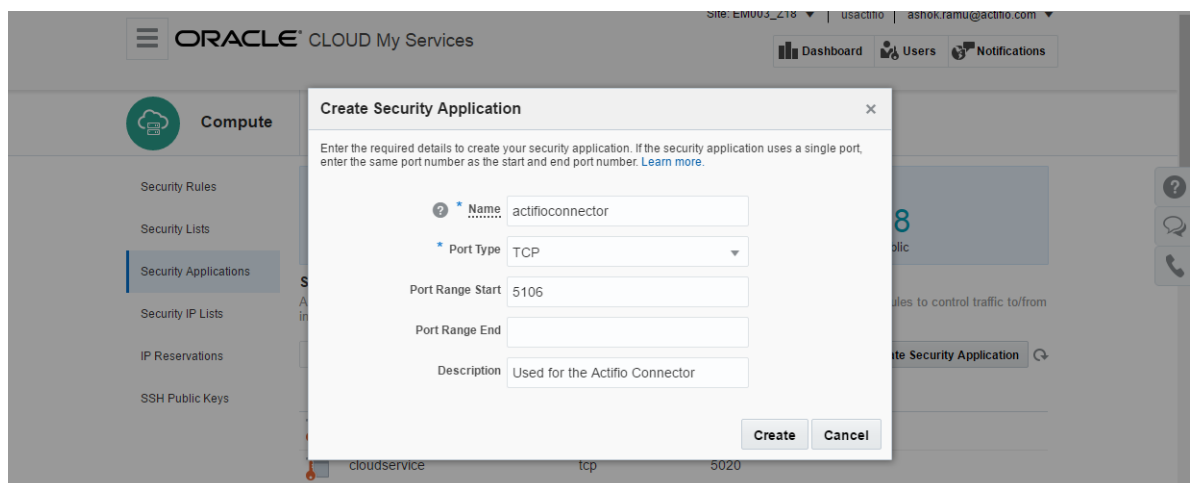 Site: EM003_Z18 usactifio ashok.ramu@actifio.com
ORACLE CLOUD My Services
Dashboard Users Notifications
Compute
Create Security Application ×
Enter the required details to create your security application. If the security application uses a single port,
enter the same port number as the start and end port number. Learn more.
Security Rules
Security Lists
Security Applications
Security IP Lists
IP Reservations
SSH Public Keys
? * Name actifioconnector
* Port Type TCP
Port Range Start 5106
Port Range End
Description Used for the Actifio Connector
Create Cancel
8
blic
S
A
in
ules to control traffic to/from
te Security Application
cloudservice tcp 5020
?